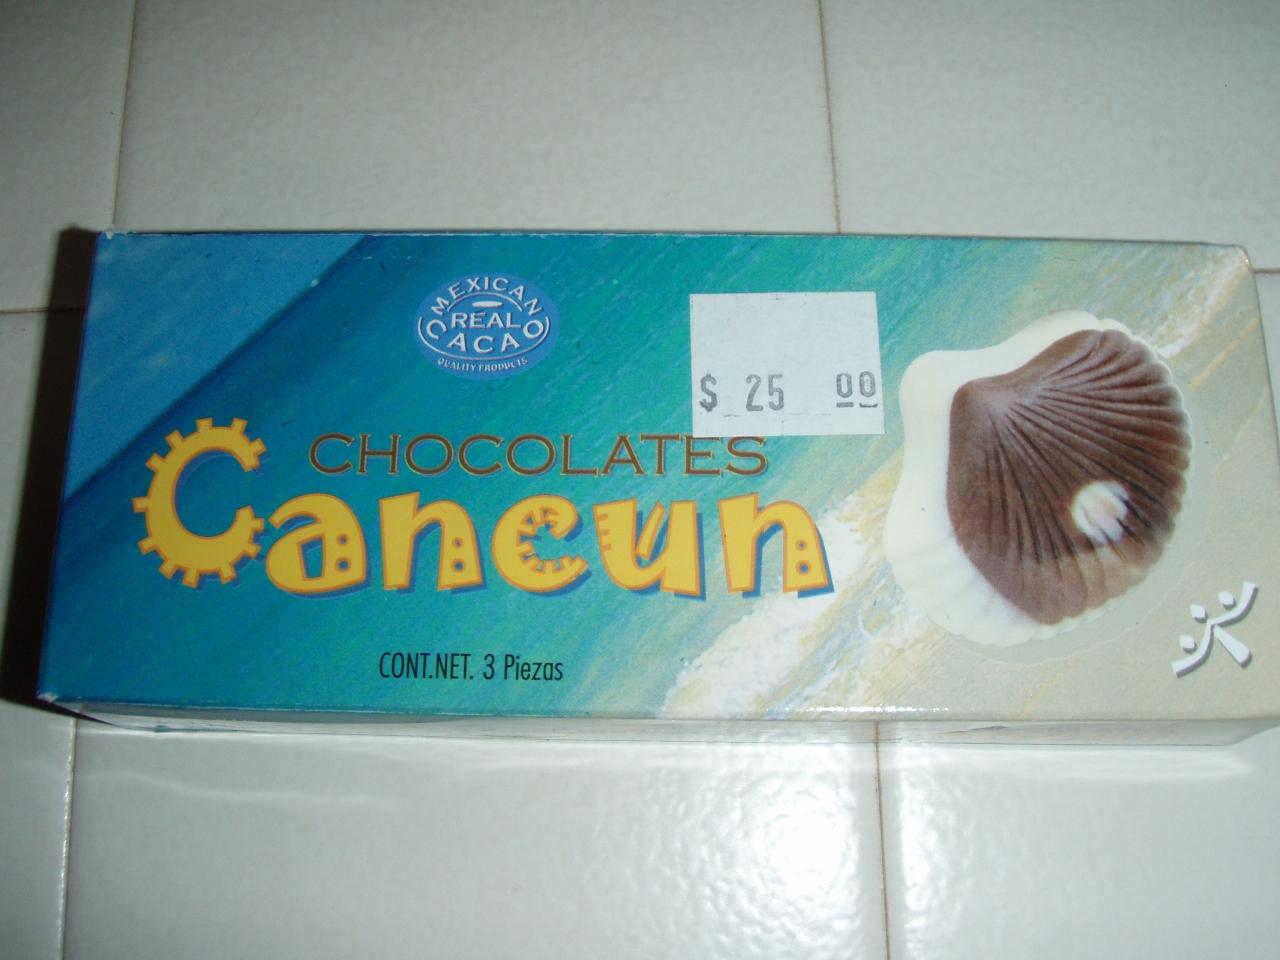 MEXICAN
REAL
CACAO
QUALITY PRODUCTS
$ 25 00
CHOCOLATES
Cancun
CONT.NET. 3 Piezas